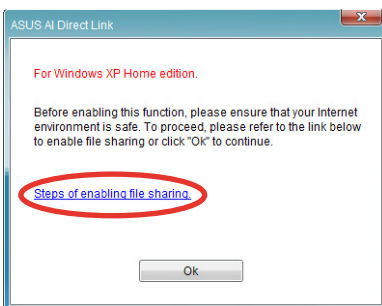 ASUS AI Direct Link
For Windows XP Home edition.
Before enabling this function, please ensure that your Internet
environment is safe. To proceed, please refer to the link below
to enable file sharing or click "Ok" to continue.
Steps of enabling file sharing.
Ok